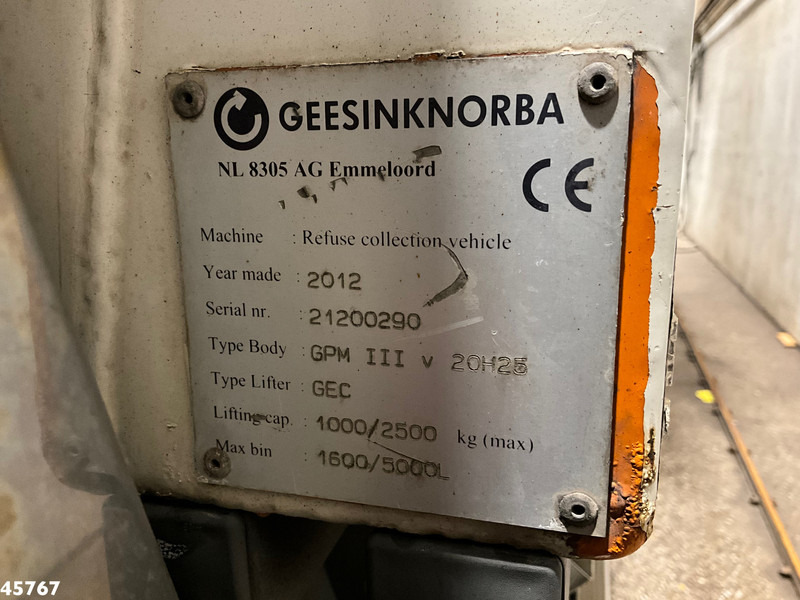 GEESINKNORBA
NL 8305 AG Emmeloord
CE
Machine : Refuse collection vehicle
Year made : 2012
Serial nr. : 21200290
Type Body : GPM III v 20H25
Type Lifter : GEC
Lifting cap. : 1000/2500 kg (max)
Max bin : 1600/5000L
45767